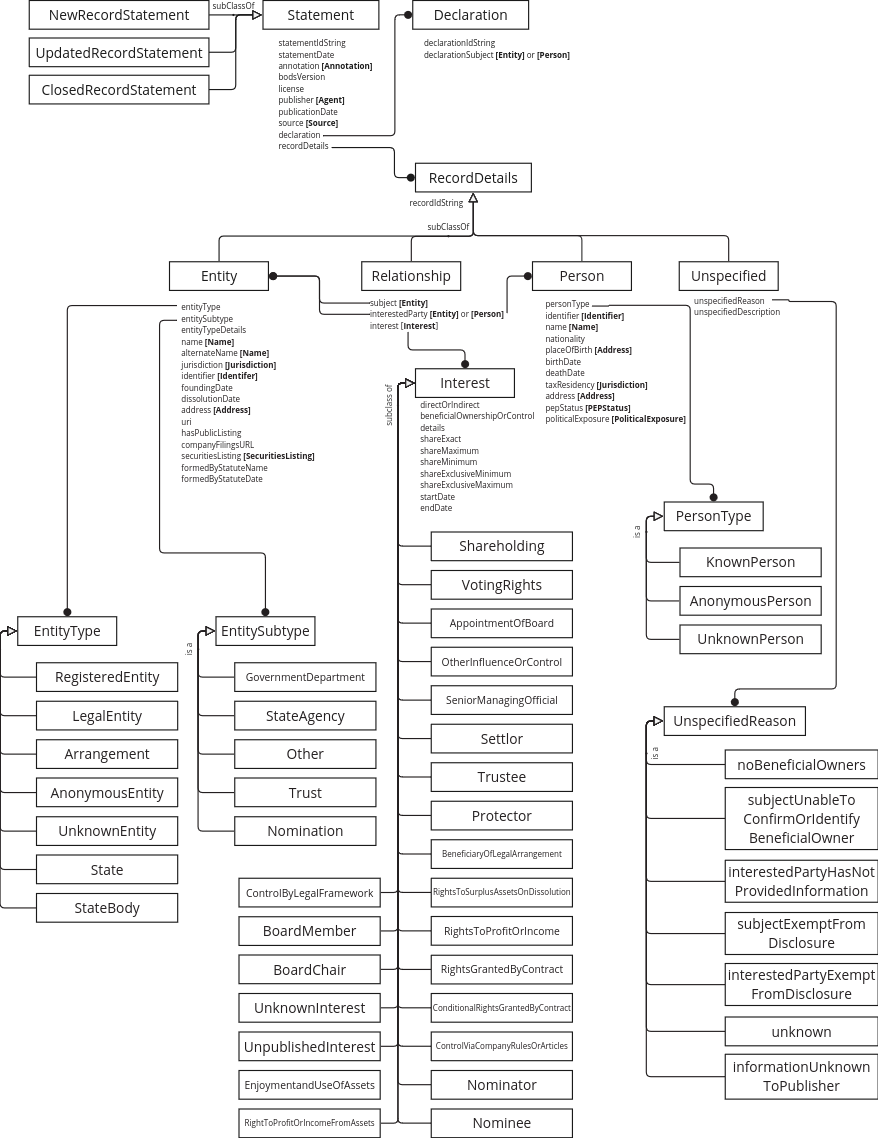 NewRecordStatement
subClassOf
Statement
Declaration
UpdatedRecordStatement
ClosedRecordStatement
statementIdString
statementDate
annotation [Annotation]
bodsVersion
license
publisher [Agent]
publicationDate
source [Source]
declaration
recordDetails
declarationIdString
declarationSubject [Entity] or [Person]
RecordDetails
recordIdString
subClassOf
Entity
Relationship
Person
Unspecified
entityType
entitySubtype
entityTypeDetails
name [Name]
alternateName [Name]
jurisdiction [Jurisdiction]
identifier [Identifer]
foundingDate
dissolutionDate
address [Address]
uri
hasPublicListing
companyFilingsURL
securitiesListing [SecuritiesListing]
formedByStatuteName
formedByStatuteDate
subject [Entity]
interestedParty [Entity] or [Person]
interest [Interest]
personType
identifier [Identifier]
name [Name]
nationality
placeOfBirth [Address]
birthDate
deathDate
taxResidency [Jurisdiction]
address [Address]
pepStatus [PEPStatus]
politicalExposure [PoliticalExposure]
unspecifiedReason
unspecifiedDescription
subclass of
Interest
directOrIndirect
beneficialOwnershipOrControl
details
shareExact
shareMaximum
shareMinimum
shareExclusiveMinimum
shareExclusiveMaximum
startDate
endDate
PersonType
is a
KnownPerson
AnonymousPerson
UnknownPerson
EntityType
RegisteredEntity
LegalEntity
Arrangement
AnonymousEntity
UnknownEntity
State
StateBody
EntitySubtype
is a
GovernmentDepartment
StateAgency
Other
Trust
Nomination
Shareholding
VotingRights
AppointmentOfBoard
OtherInfluenceOrControl
SeniorManagingOfficial
Settlor
Trustee
Protector
BeneficiaryOfLegalArrangement
ControlByLegalFramework
RightsToSurplusAssetsOnDissolution
BoardMember
RightsToProfitOrIncome
BoardChair
RightsGrantedByContract
UnknownInterest
ConditionalRightsGrantedByContract
UnpublishedInterest
ControlViaCompanyRulesOrArticles
EnjoymentandUseOfAssets
Nominator
RightToProfitOrIncomeFromAssets
Nominee
UnspecifiedReason
is a
noBeneficialOwners
subjectUnableTo
ConfirmOrIdentify
BeneficialOwner
interestedPartyHasNot
ProvidedInformation
subjectExemptFrom
Disclosure
interestedPartyExempt
FromDisclosure
unknown
informationUnknown
ToPublisher